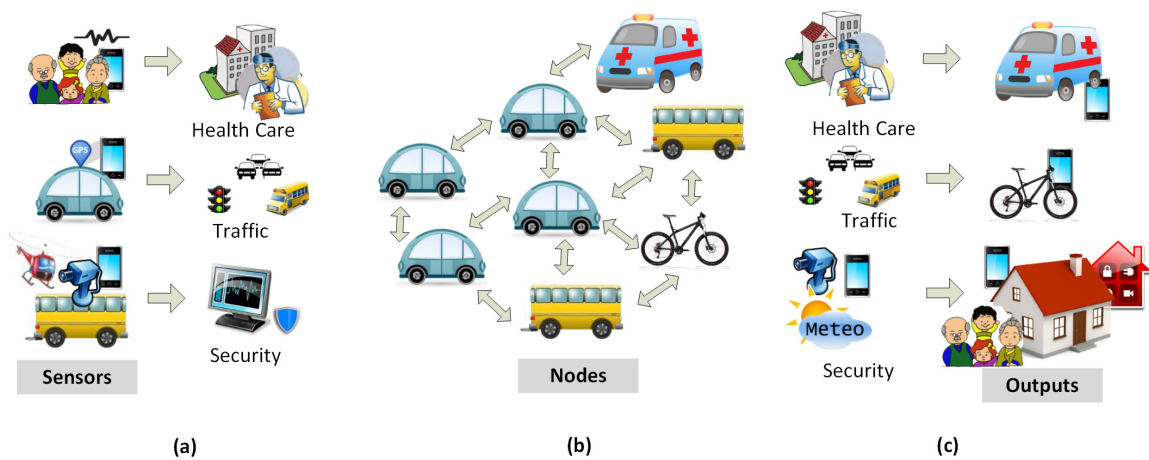 GPS
Health Care
Traffic
Security
Sensors
(a)
Nodes
(b)
Health Care
Traffic
Meteo
Security
Outputs
(c)